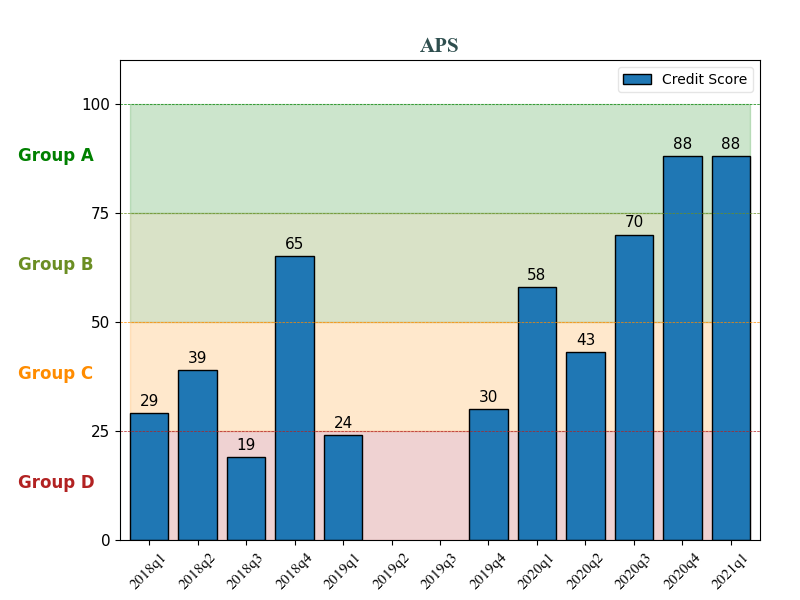 APS
Credit Score
100
75
50
25
0
Group A
Group B
Group C
Group D
29
39
19
65
24
30
58
43
70
88
88
2018q1
2018q2
2018q3
2018q4
2019q1
2019q2
2019q3
2019q4
2020q1
2020q2
2020q3
2020q4
2021q1